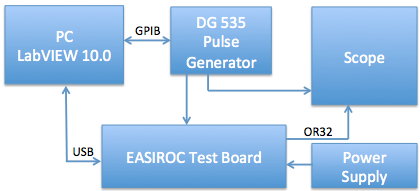 PC
LabVIEW 10.0
GPIB
DG 535
Pulse
Generator
Scope
USB
EASIROC Test Board
OR32
Power
Supply